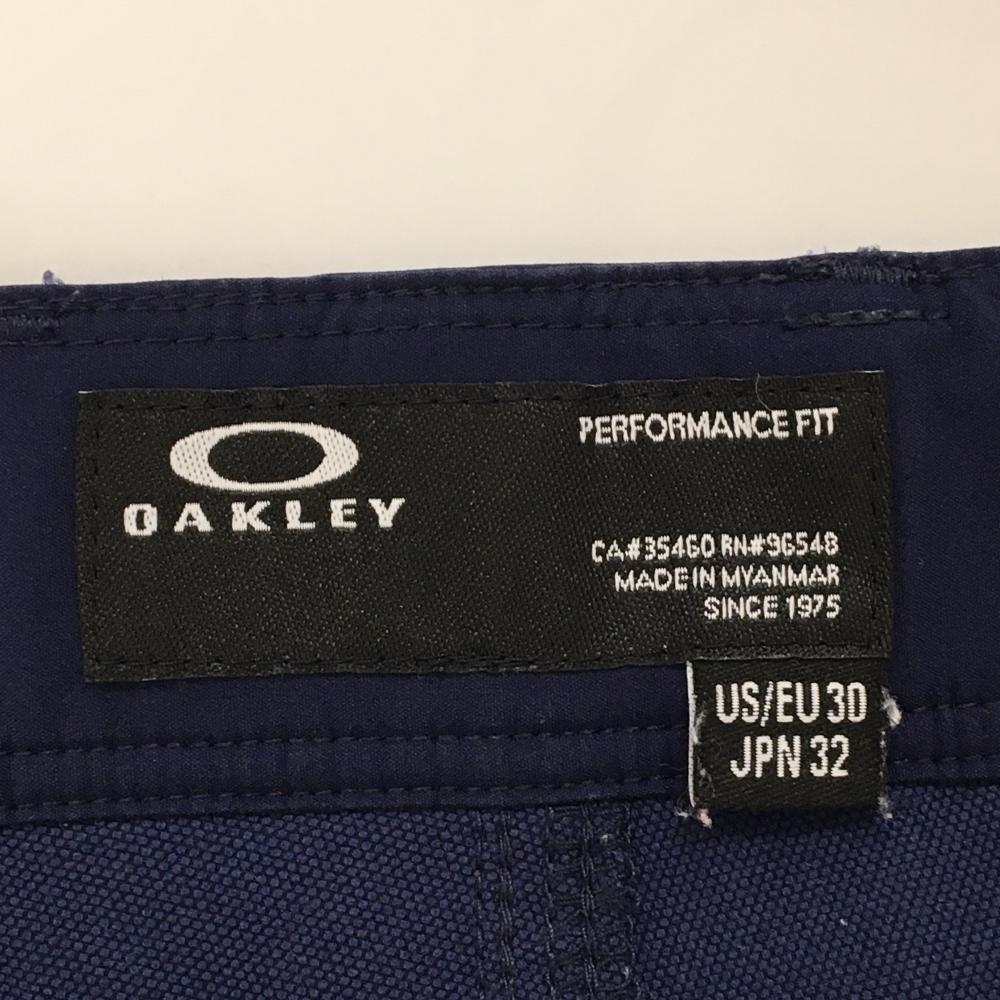 OAKLEY
PERFORMANCE FIT
CA#35460 RN#96548
MADE IN MYANMAR
SINCE 1975
US/EU 30
JPN 32